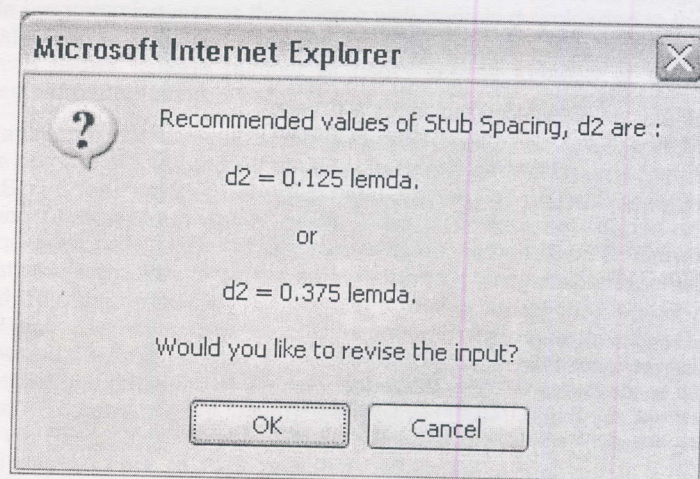 Microsoft Internet Explorer
Recommended values of Stub Spacing, d2 are :
d2 = 0.125 lemda.
or
d2 = 0.375 lemda.
Would you like to revise the input?
OK
Cancel